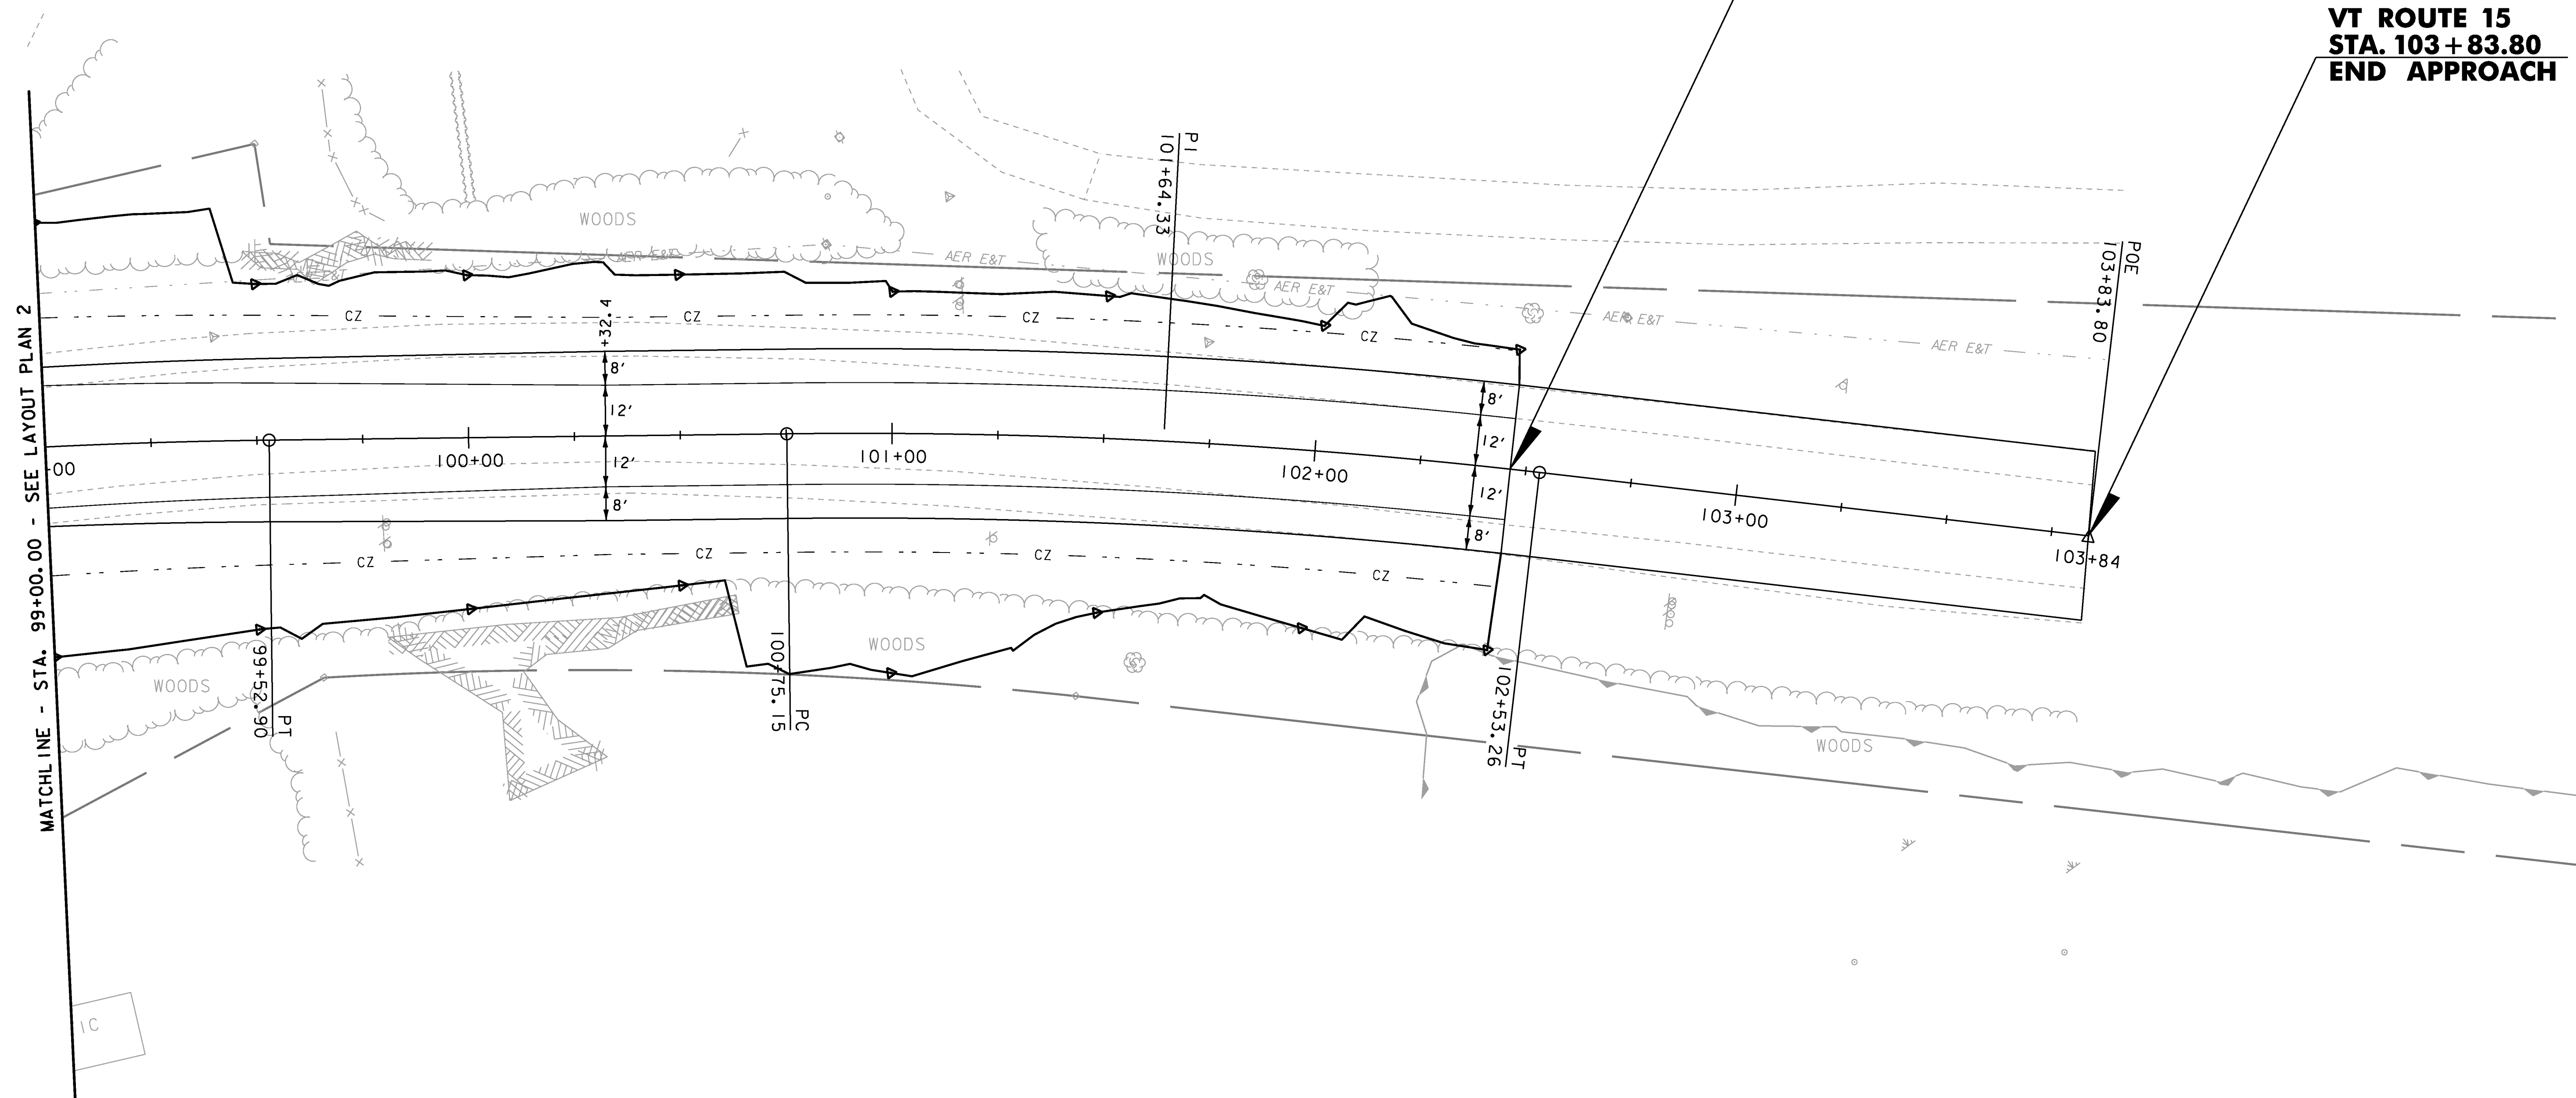 VT ROUTE 15
STA. 103+83.80
END APPROACH
MATCHLINE - STA. 99+00.00 - SEE LAYOUT PLAN 2
PI
101+64.33
POE
103+83.80
WOODS
WOODS
AER E&T
AER E&T
AER E&T
AER E&T
AER E&T
AER E&T
CZ
CZ
CZ
CZ
+32.4
8'
12'
12'
8'
8'
12'
12'
8'
00
100+00
101+00
102+00
103+00
103+84
CZ
CZ
CZ
CZ
WOODS
WOODS
WOODS
99+52.90
PT
100+75.15
PC
102+53.26
PT
IC